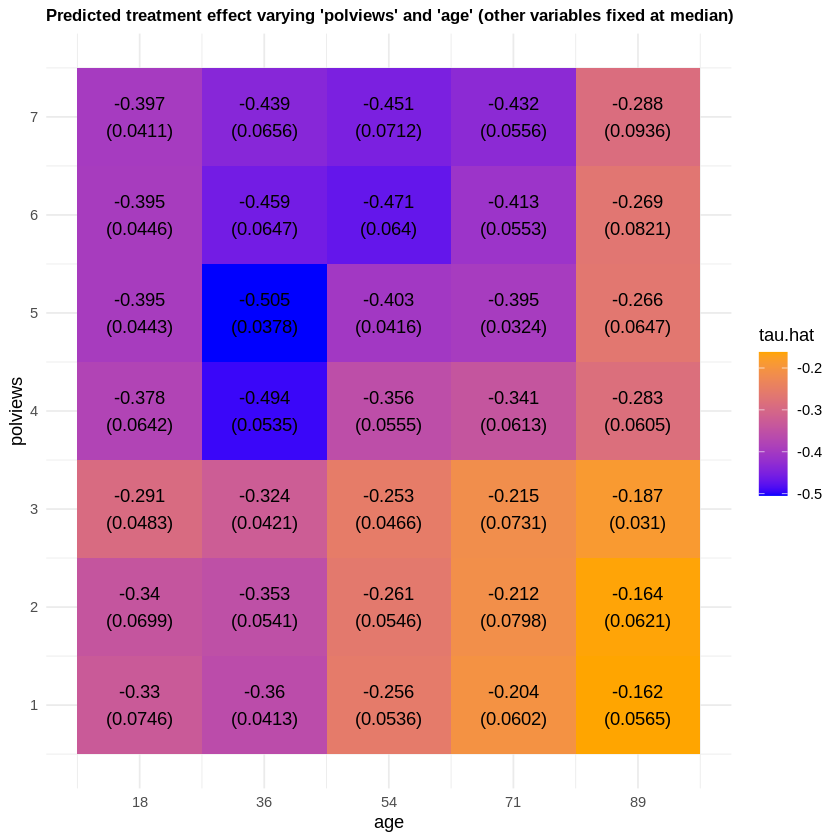 Predicted treatment effect varying 'polviews' and 'age' (other variables fixed at median)
polviews
7
-0.397 -0.439 -0.451 -0.432 -0.288
(0.0411) (0.0656) (0.0712) (0.0556) (0.0936)
6
-0.395 -0.459 -0.471 -0.413 -0.269
(0.0446) (0.0647) (0.064) (0.0553) (0.0821)
5
-0.395 -0.505 -0.403 -0.395 -0.266
(0.0443) (0.0378) (0.0416) (0.0324) (0.0647)
4
-0.378 -0.494 -0.356 -0.341 -0.283
(0.0642) (0.0535) (0.0555) (0.0613) (0.0605)
3
-0.291 -0.324 -0.253 -0.215 -0.187
(0.0483) (0.0421) (0.0466) (0.0731) (0.031)
2
-0.34 -0.353 -0.261 -0.212 -0.164
(0.0699) (0.0541) (0.0546) (0.0798) (0.0621)
1
-0.33 -0.36 -0.256 -0.204 -0.162
(0.0746) (0.0413) (0.0536) (0.0602) (0.0565)
18 36 54 71 89
age
tau.hat
-0.2
-0.3
-0.4
-0.5